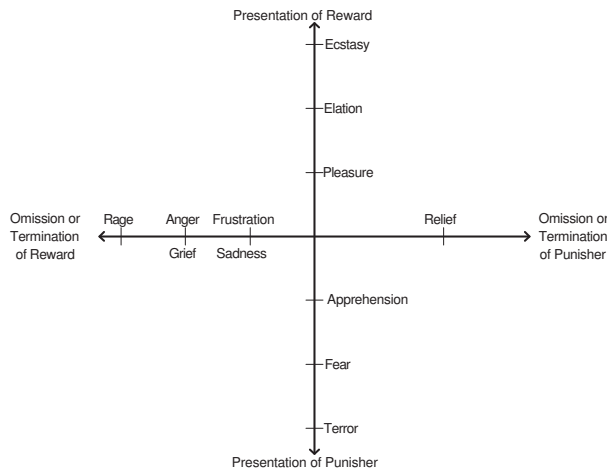 Presentation of Reward
Ecstasy
Elation
Pleasure
Omission or
Termination
of Reward
Rage
Anger
Frustration
Grief
Sadness
Relief
Omission or
Termination
of Punisher
Apprehension
Fear
Terror
Presentation of Punisher